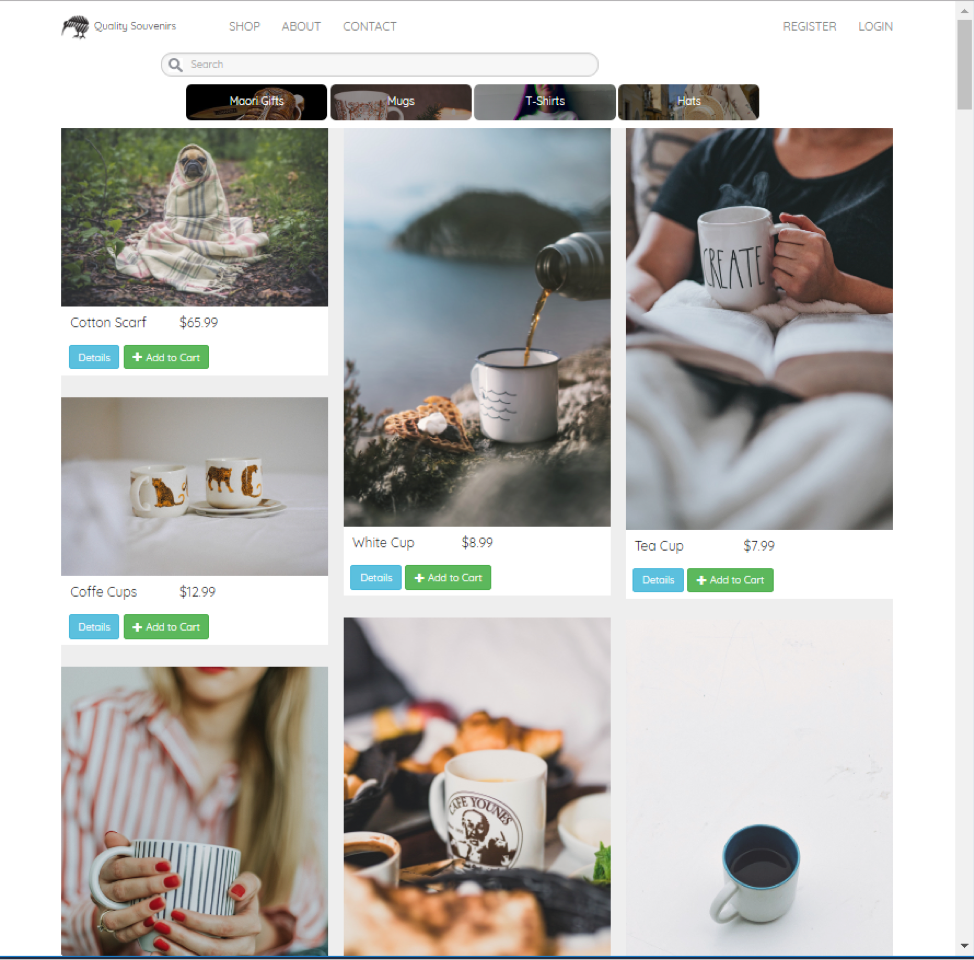 Quality Souvenirs SHOP ABOUT CONTACT REGISTER LOGIN
Search
Maori Gifts Mugs T-Shirts Hats
CREATE
Cotton Scarf $65.99
Details Add to Cart
White Cup $8.99
Details Add to Cart
Tea Cup $7.99
Details Add to Cart
Coffe Cups $12.99
Details Add to Cart
CAFE YOUNES